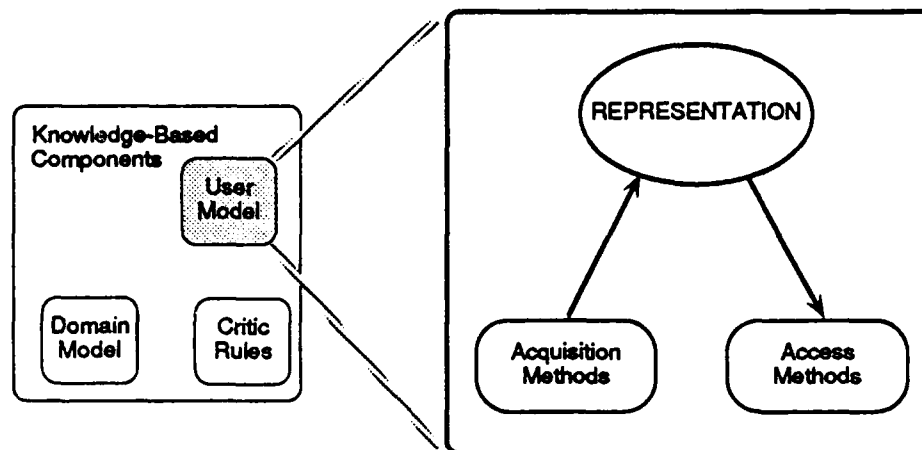 Knowledge-Based
Components
User
Model
Domain
Model
Critic
Rules
REPRESENTATION
Acquisition
Methods
Access
Methods